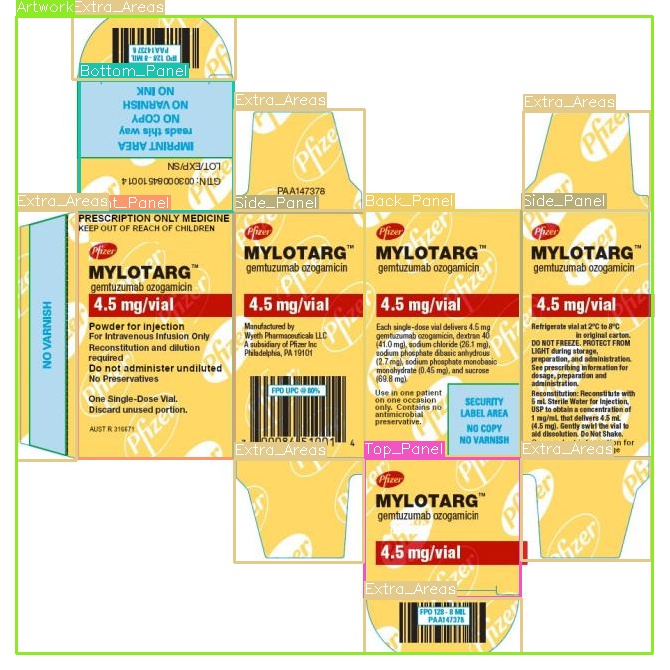 Artwork
Extra_Areas
FPO 128 - 8 MIL
PAA147378
Bottom_Panel
IMPRINT AREA
reads this way
NO COPY
NO VARNISH
NO INK
GTIN: 00300084510014
LOT/EXP/SN
Extra_Areas
Pfizer
PAA147378
Extra_Areas
Pfizer
Extra_Areas
NO VARNISH
nt_Panel
PRESCRIPTION ONLY MEDICINE
KEEP OUT OF REACH OF CHILDREN
Pfizer
MYLOTARG™
gemtuzumab ozogamicin
4.5 mg/vial
Powder for injection
For Intravenous Infusion Only
Reconstitution and dilution
required
Do not administer undiluted
No Preservatives
One Single-Dose Vial.
Discard unused portion.
AUST R 316671
Side_Panel
Pfizer
MYLOTARG™
gemtuzumab ozogamicin
4.5 mg/vial
Manufactured by
Wyeth Pharmaceuticals LLC
A subsidiary of Pfizer Inc
Philadelphia, PA 19101
FPO UPC @ 80%
Back_Panel
Pfizer
MYLOTARG™
gemtuzumab ozogamicin
4.5 mg/vial
Each single-dose vial delivers 4.5 mg
gemtuzumab ozogamicin, dextran 40
(41.0 mg), sodium chloride (26.1 mg),
sodium phosphate dibasic anhydrous
(2.7 mg), sodium phosphate monobasic
monohydrate (0.45 mg), and sucrose
(69.8 mg).
Use in one patient
on one occasion
only. Contains no
antimicrobial
preservative.
SECURITY
LABEL AREA
NO COPY
NO VARNISH
Side_Panel
Pfizer
MYLOTARG™
gemtuzumab ozogamicin
4.5 mg/vial
Refrigerate vial at 2°C to 8°C
in original carton.
DO NOT FREEZE. PROTECT FROM
LIGHT during storage,
preparation, and administration.
See prescribing information for
dosage, preparation and
administration.
Reconstitution: Reconstitute with
5 mL Sterile Water for Injection,
USP to obtain a concentration of
1 mg/mL that delivers 4.5 mL
(4.5 mg). Gently swirl the vial to
aid dissolution. Do Not Shake.
Extra_Areas
Pfizer
Top_Panel
Pfizer
MYLOTARG™
gemtuzumab ozogamicin
4.5 mg/vial
Extra_Areas
Pfizer
Extra_Areas
FPO 128 - 8 MIL
PAA147378